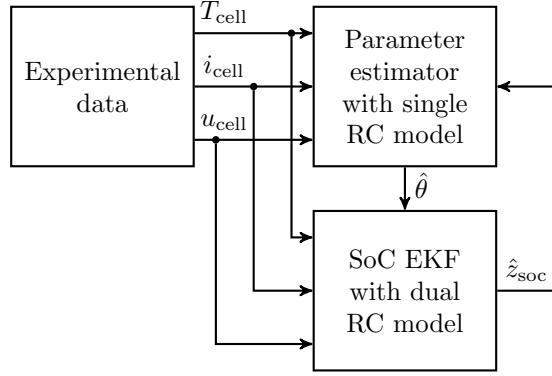 Experimental
data
T_cell
i_cell
u_cell
Parameter
estimator
with single
RC model
θ̂
SoC EKF
with dual
RC model
ẑ_soc